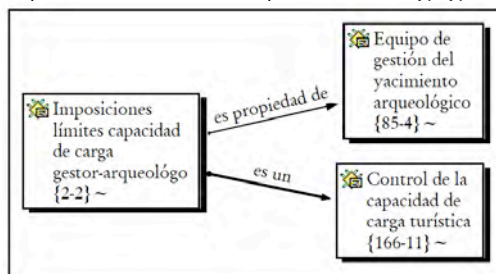 Imposiciones
límites capacidad
de carga
gestor-arqueológo
{2-2} ~
es propiedad de
Equipo de
gestión del
yacimiento
arqueológico
{85-4} ~
es un
Control de la
capacidad de
carga turística
{166-11} ~